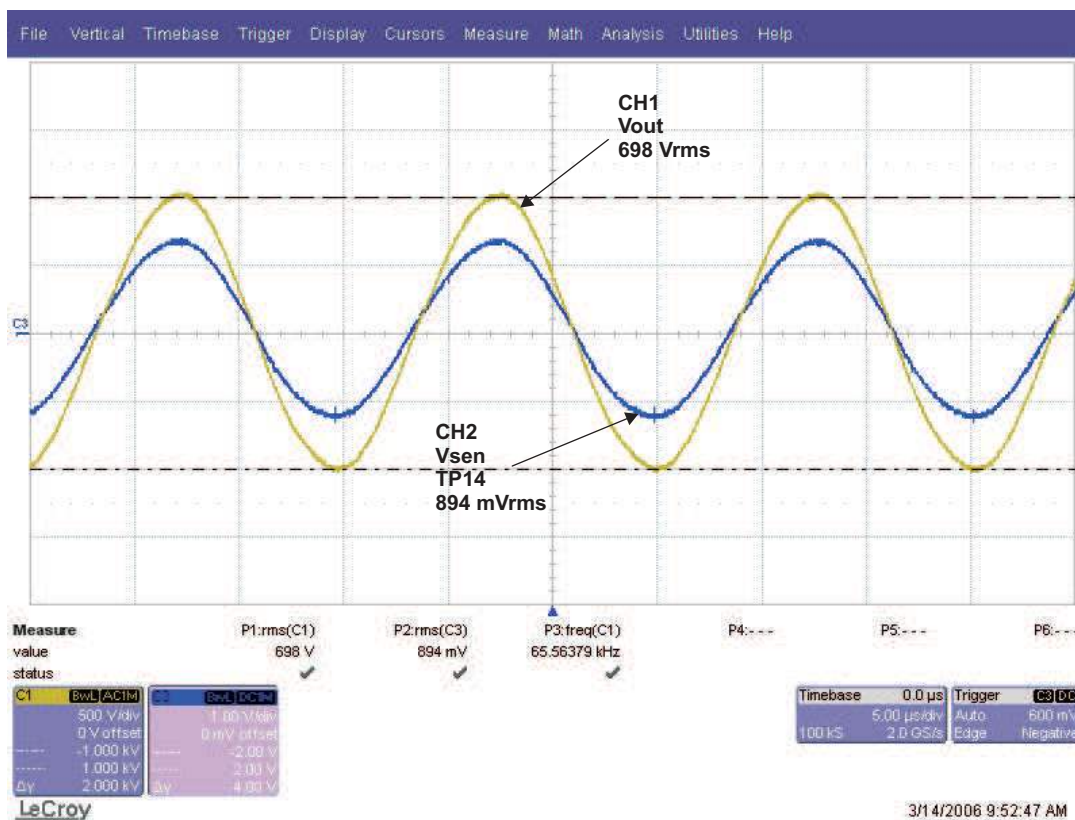 File Vertical Timebase Trigger Display Cursors Measure Math Analysis Utilities Help
CH1
Vout
698 Vrms
CH2
Vsen
TP14
894 mVrms
Measure P1:rms(C1) P2:rms(C3) P3:freq(C1) P4:--- P5:--- P6:---
value 698 V 894 mV 65.56379 kHz
status
C1 BwL AC1M
500 V/div
0 V offset
-1.000 kV
1.000 kV
Δy 2.000 kV
BwL DC1M
1.00 V/div
0 mV offset
-2.00 V
2.00 V
Δy 4.00 V
Timebase 0.0 µs
5.00 µs/div
100 kS 2.0 GS/s
Trigger C3 DC
Auto 600 mV
Edge Negative
LeCroy
3/14/2006 9:52:47 AM